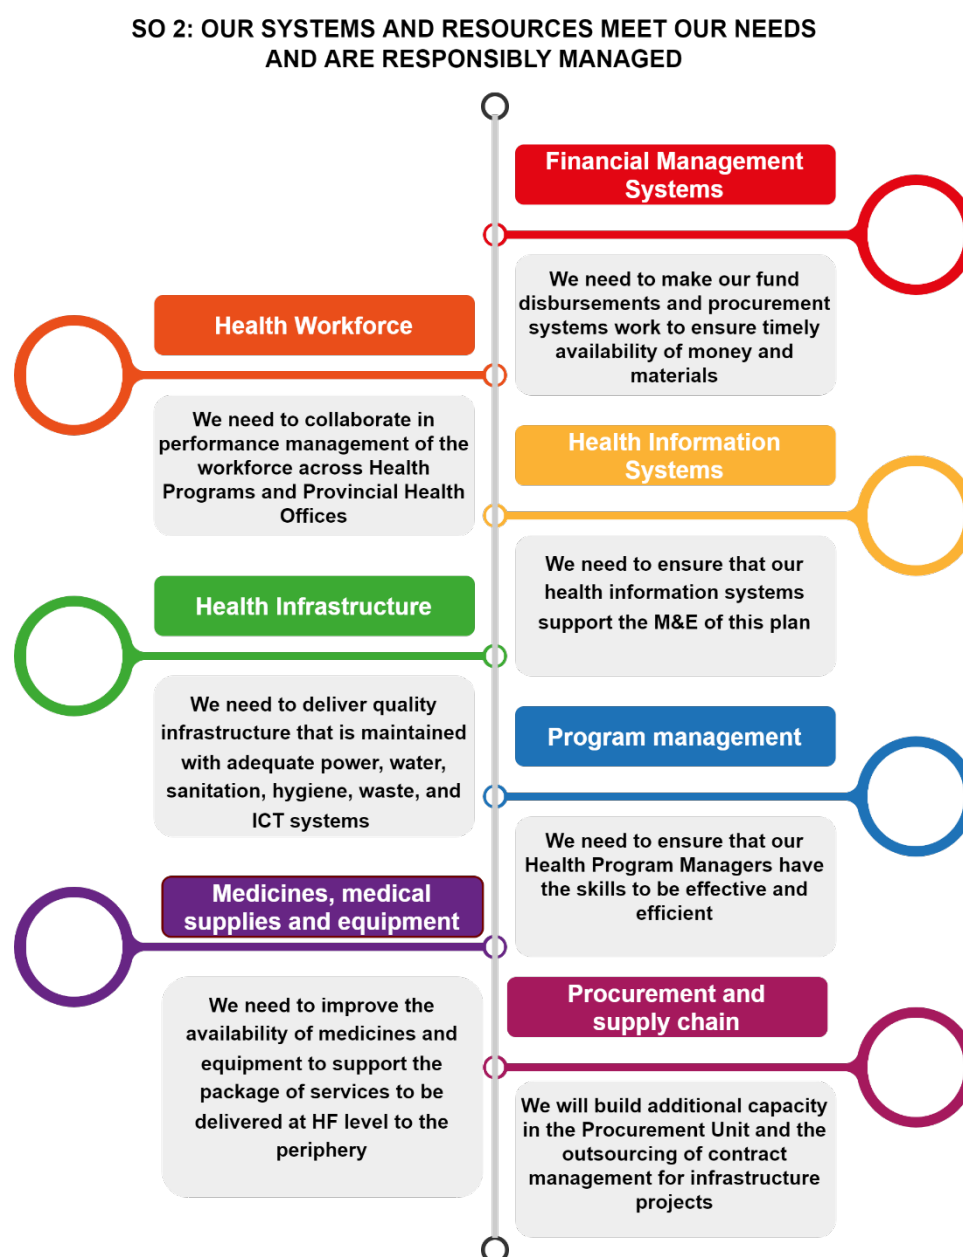 SO 2: OUR SYSTEMS AND RESOURCES MEET OUR NEEDS
AND ARE RESPONSIBLY MANAGED
Financial Management
Systems
We need to make our fund
disbursements and procurement
systems work to ensure timely
availability of money and
materials
Health Workforce
We need to collaborate in
performance management of the
workforce across Health
Programs and Provincial Health
Offices
Health Information
Systems
We need to ensure that our
health information systems
support the M&E of this plan
Health Infrastructure
We need to deliver quality
infrastructure that is maintained
with adequate power, water,
sanitation, hygiene, waste, and
ICT systems
Program management
We need to ensure that our
Health Program Managers have
the skills to be effective and
efficient
Medicines, medical
supplies and equipment
We need to improve the
availability of medicines and
equipment to support the
package of services to be
delivered at HF level to the
periphery
Procurement and
supply chain
We will build additional capacity
in the Procurement Unit and the
outsourcing of contract
management for infrastructure
projects